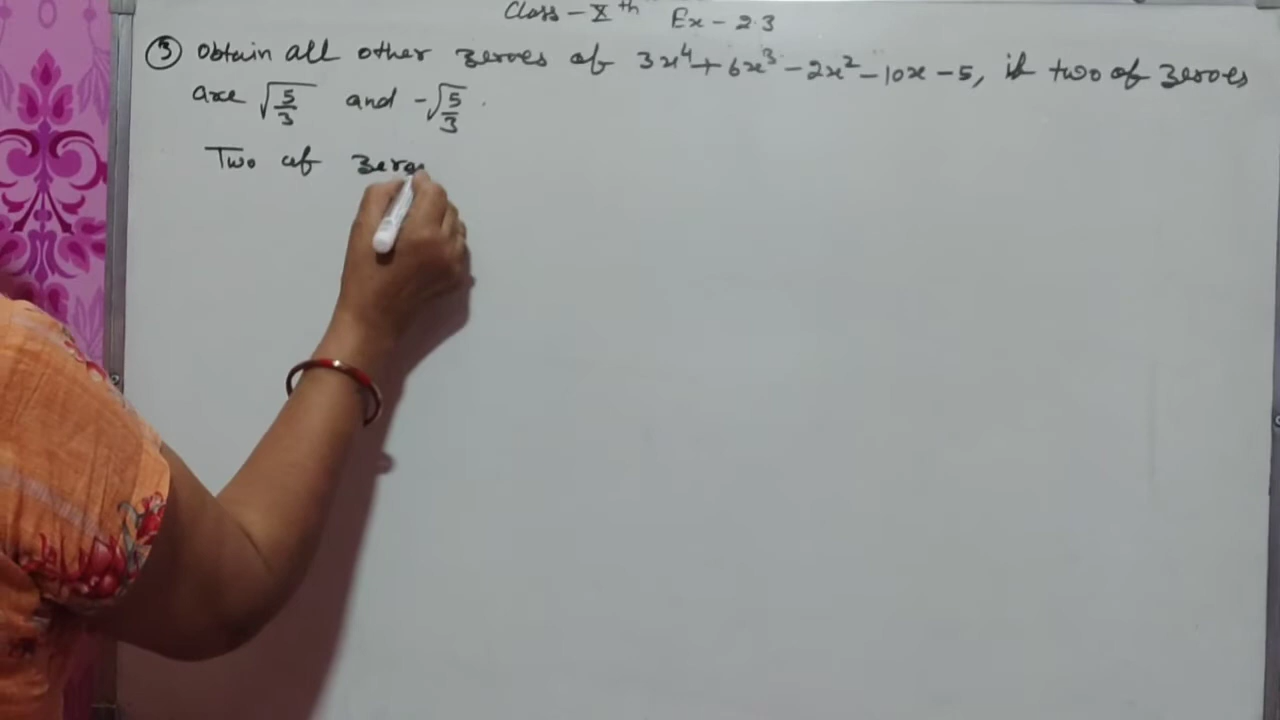 Class - Xth Ex - 2.3
③ Obtain all other zeroes of 3x⁴ + 6x³ - 2x² - 10x - 5, if two of zeroes
are √5/3 and -√5/3.
Two of zero